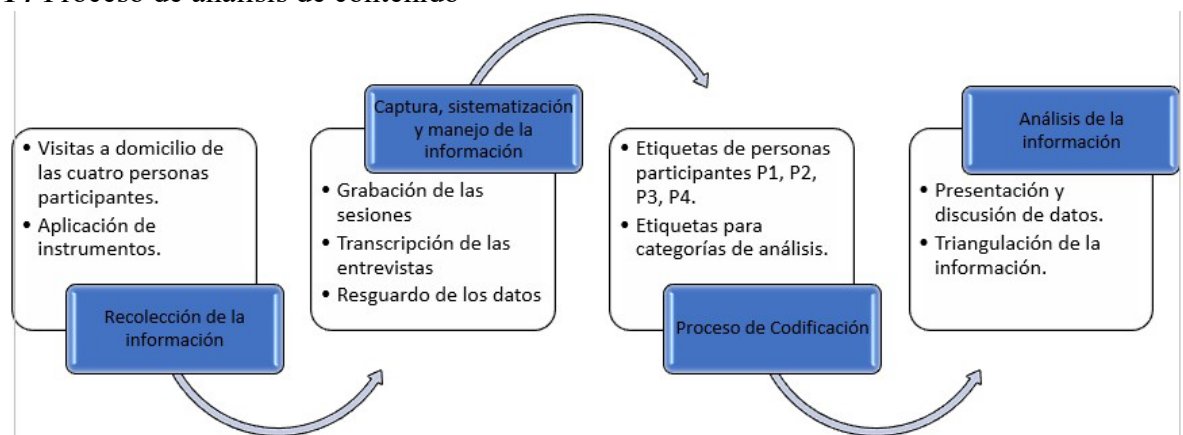 Proceso de análisis de contenido
• Visitas a domicilio de
las cuatro personas
participantes.
• Aplicación de
instrumentos.
Recolección de la
información
Captura, sistematización
y manejo de la
información
• Grabación de las
sesiones
• Transcripción de las
entrevistas
• Resguardo de los datos
• Etiquetas de personas
participantes P1, P2,
P3, P4.
• Etiquetas para
categorías de análisis.
Proceso de Codificación
Análisis de la
información
• Presentación y
discusión de datos.
• Triangulación de la
información.